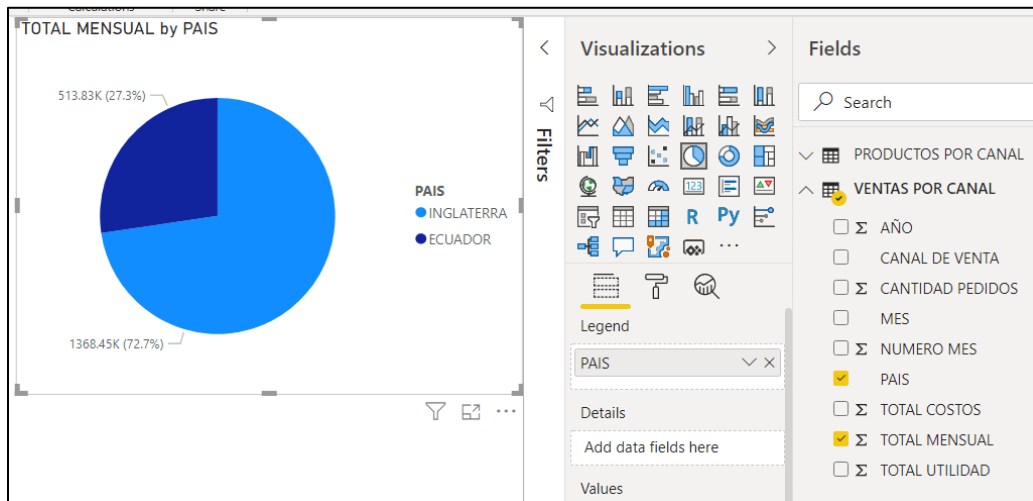 TOTAL MENSUAL by PAIS
513.83K (27.3%)
1368.45K (72.7%)
PAIS
INGLATERRA
ECUADOR
Filters
Visualizations
123
R
Py
Legend
PAIS
Details
Add data fields here
Values
Fields
Search
PRODUCTOS POR CANAL
VENTAS POR CANAL
Σ AÑO
CANAL DE VENTA
Σ CANTIDAD PEDIDOS
MES
Σ NUMERO MES
PAIS
Σ TOTAL COSTOS
Σ TOTAL MENSUAL
Σ TOTAL UTILIDAD